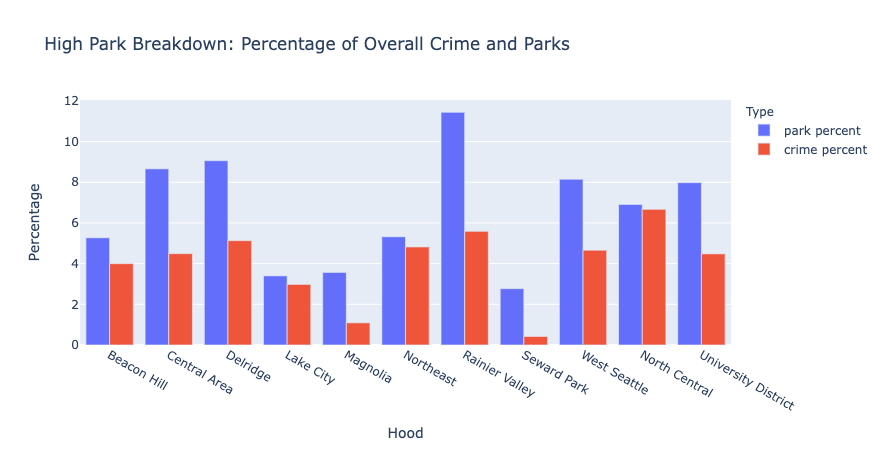 High Park Breakdown: Percentage of Overall Crime and Parks
Type
park percent
crime percent
Percentage
12
10
8
6
4
2
0
Beacon Hill
Central Area
Delridge
Lake City
Magnolia
Northeast
Rainier Valley
Seward Park
West Seattle
North Central
University District
Hood